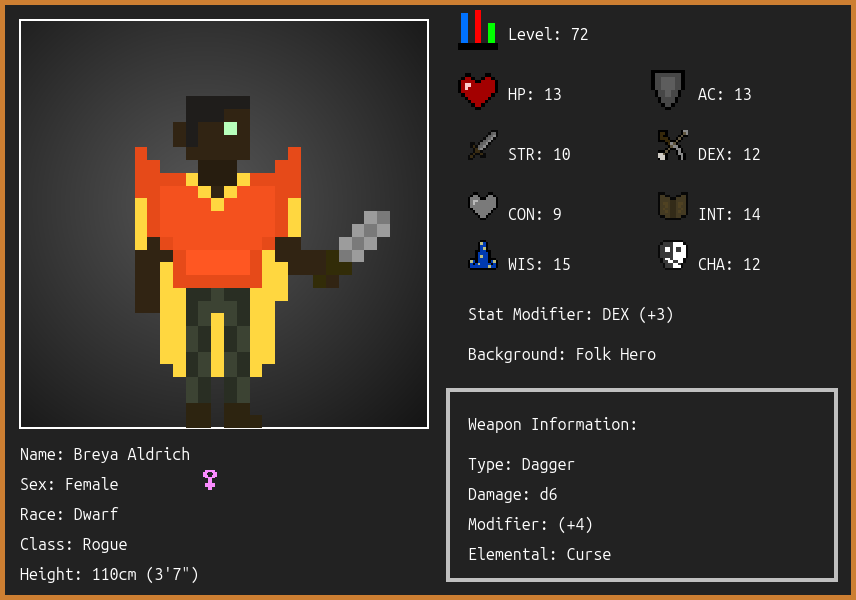 Level: 72
HP: 13
AC: 13
STR: 10
DEX: 12
CON: 9
INT: 14
WIS: 15
CHA: 12
Stat Modifier: DEX (+3)
Background: Folk Hero
Weapon Information:
Type: Dagger
Damage: d6
Modifier: (+4)
Elemental: Curse
Name: Breya Aldrich
Sex: Female
Race: Dwarf
Class: Rogue
Height: 110cm (3'7")